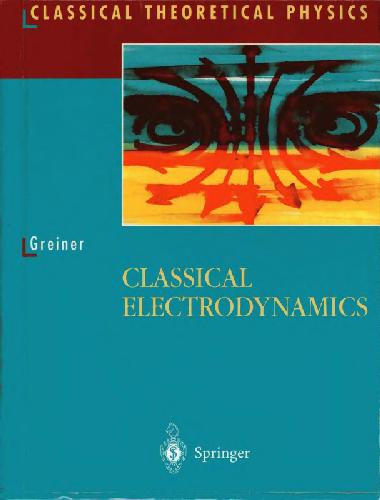 CLASSICAL THEORETICAL PHYSICS
Greiner
CLASSICAL
ELECTRODYNAMICS
Springer